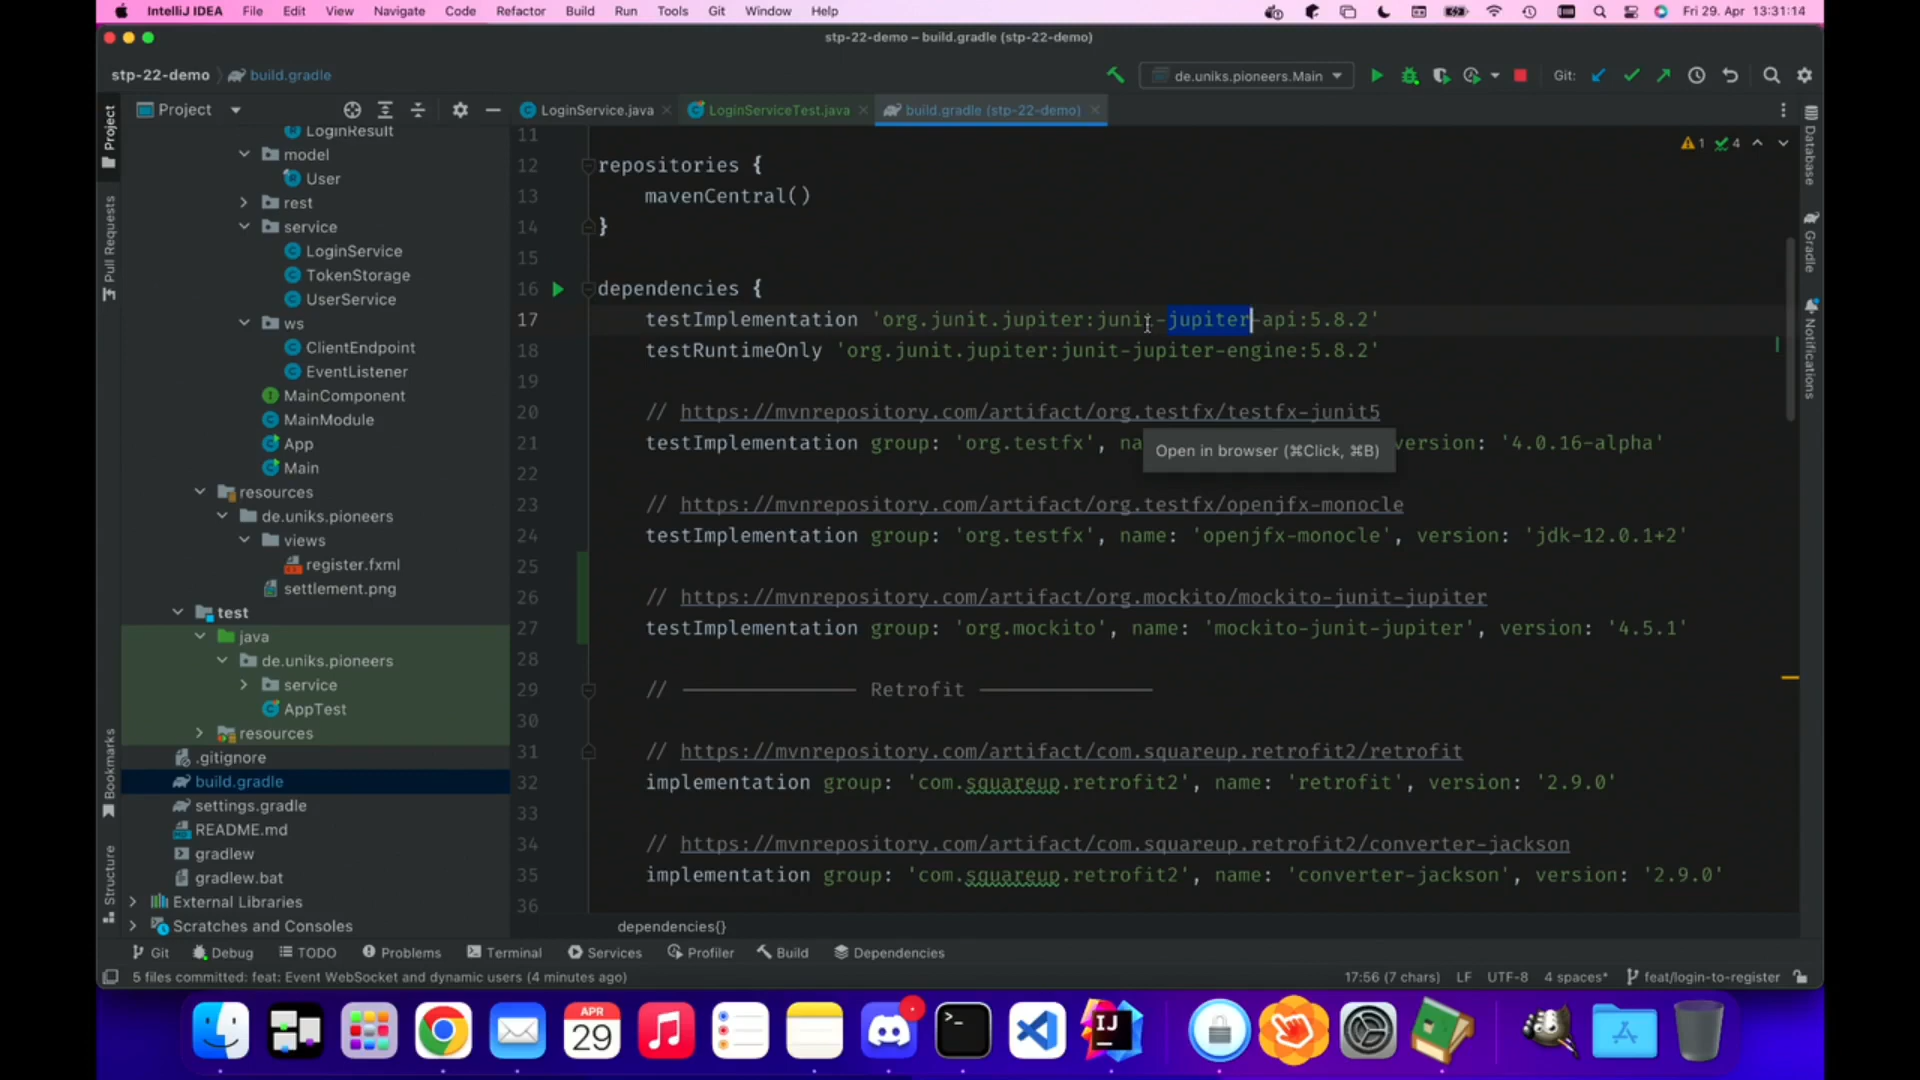 IntelliJ IDEA File Edit View Navigate Code Refactor Build Run Tools Git Window Help Fri 29. Apr 13:31:14
stp-22-demo – build.gradle (stp-22-demo)
stp-22-demo build.gradle de.uniks.pioneers.Main Git:
Project LoginService.java LoginServiceTest.java build.gradle (stp-22-demo)
Project
Pull Requests
Bookmarks
Structure
LoginResult
model
User
rest
service
LoginService
TokenStorage
UserService
ws
ClientEndpoint
EventListener
MainComponent
MainModule
App
Main
resources
de.uniks.pioneers
views
register.fxml
settlement.png
test
java
de.uniks.pioneers
service
AppTest
resources
.gitignore
build.gradle
settings.gradle
README.md
gradlew
gradlew.bat
External Libraries
Scratches and Consoles
1 4
11
12 repositories {
13 mavenCentral()
14 }
15
16 dependencies {
17 testImplementation 'org.junit.jupiter:junit-jupiter-api:5.8.2'
18 testRuntimeOnly 'org.junit.jupiter:junit-jupiter-engine:5.8.2'
19
20 // https://mvnrepository.com/artifact/org.testfx/testfx-junit5
21 testImplementation group: 'org.testfx', na version: '4.0.16-alpha'
Open in browser (⌘Click, ⌘B)
22
23 // https://mvnrepository.com/artifact/org.testfx/openjfx-monocle
24 testImplementation group: 'org.testfx', name: 'openjfx-monocle', version: 'jdk-12.0.1+2'
25
26 // https://mvnrepository.com/artifact/org.mockito/mockito-junit-jupiter
27 testImplementation group: 'org.mockito', name: 'mockito-junit-jupiter', version: '4.5.1'
28
29 // ────────── Retrofit ──────────
30
31 // https://mvnrepository.com/artifact/com.squareup.retrofit2/retrofit
32 implementation group: 'com.squareup.retrofit2', name: 'retrofit', version: '2.9.0'
33
34 // https://mvnrepository.com/artifact/com.squareup.retrofit2/converter-jackson
35 implementation group: 'com.squareup.retrofit2', name: 'converter-jackson', version: '2.9.0'
36
dependencies{}
Database
Gradle
Notifications
Git Debug TODO Problems Terminal Services Profiler Build Dependencies
5 files committed: feat: Event WebSocket and dynamic users (4 minutes ago) 17:56 (7 chars) LF UTF-8 4 spaces* feat/login-to-register
APR
29
>_
IJ